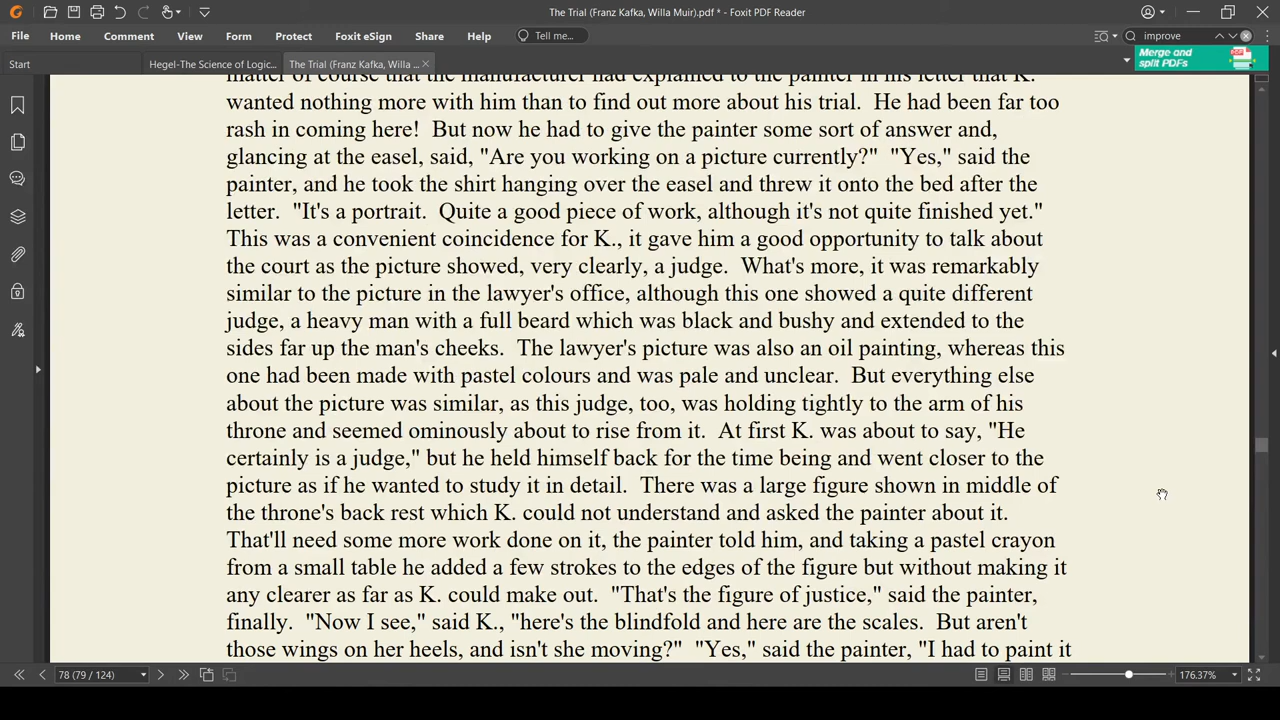 The Trial (Franz Kafka, Willa Muir).pdf * - Foxit PDF Reader
File Home Comment View Form Protect Foxit eSign Share Help Tell me... improve
Start Hegel-The Science of Logic... The Trial (Franz Kafka, Willa ... Merge and
split PDFs
matter of course that the manufacturer had explained to the painter in his letter that K.
wanted nothing more with him than to find out more about his trial.  He had been far too
rash in coming here!  But now he had to give the painter some sort of answer and,
glancing at the easel, said, "Are you working on a picture currently?"  "Yes," said the
painter, and he took the shirt hanging over the easel and threw it onto the bed after the
letter.  "It's a portrait.  Quite a good piece of work, although it's not quite finished yet."
This was a convenient coincidence for K., it gave him a good opportunity to talk about
the court as the picture showed, very clearly, a judge.  What's more, it was remarkably
similar to the picture in the lawyer's office, although this one showed a quite different
judge, a heavy man with a full beard which was black and bushy and extended to the
sides far up the man's cheeks.  The lawyer's picture was also an oil painting, whereas this
one had been made with pastel colours and was pale and unclear.  But everything else
about the picture was similar, as this judge, too, was holding tightly to the arm of his
throne and seemed ominously about to rise from it.  At first K. was about to say, "He
certainly is a judge," but he held himself back for the time being and went closer to the
picture as if he wanted to study it in detail.  There was a large figure shown in middle of
the throne's back rest which K. could not understand and asked the painter about it.
That'll need some more work done on it, the painter told him, and taking a pastel crayon
from a small table he added a few strokes to the edges of the figure but without making it
any clearer as far as K. could make out.  "That's the figure of justice," said the painter,
finally.  "Now I see," said K., "here's the blindfold and here are the scales.  But aren't
those wings on her heels, and isn't she moving?"  "Yes," said the painter, "I had to paint it
78 (79 / 124) 176.37%